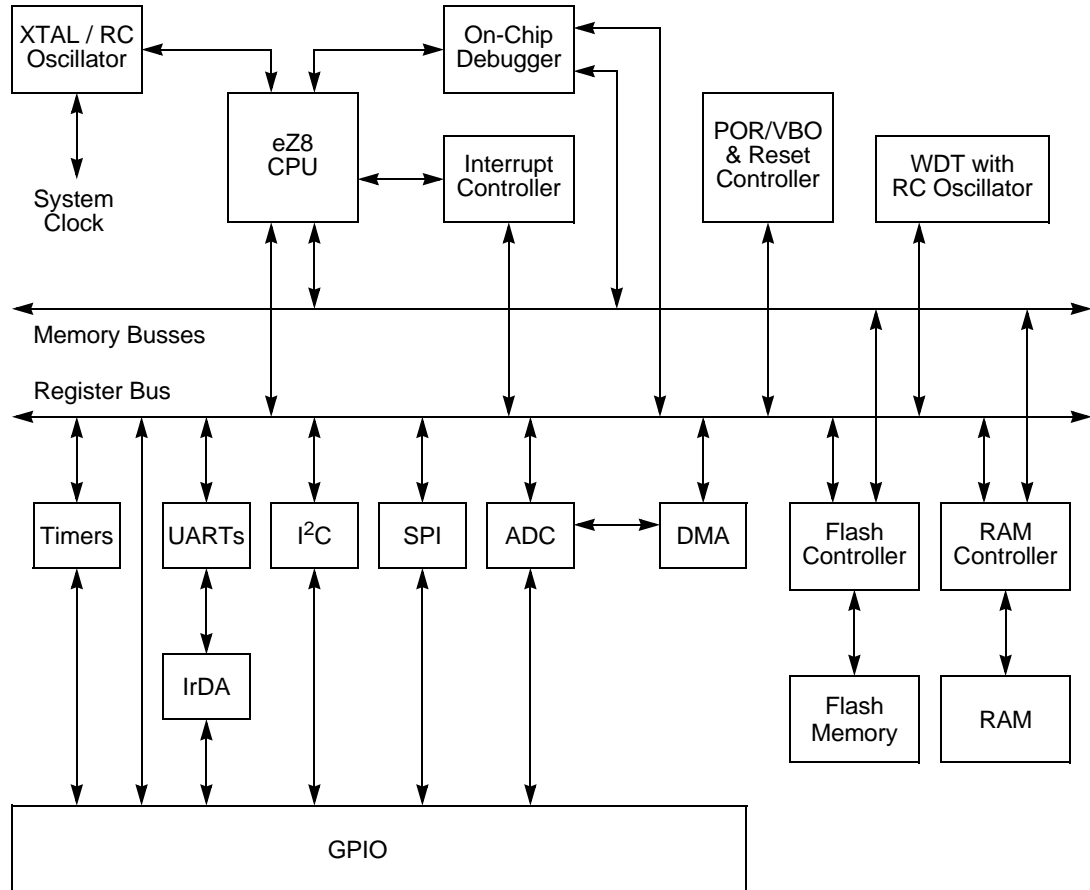 XTAL / RC
Oscillator
On-Chip
Debugger
eZ8
CPU
Interrupt
Controller
POR/VBO
& Reset
Controller
WDT with
RC Oscillator
System
Clock
Memory Busses
Register Bus
Timers
UARTs
I²C
SPI
ADC
DMA
Flash
Controller
RAM
Controller
IrDA
Flash
Memory
RAM
GPIO